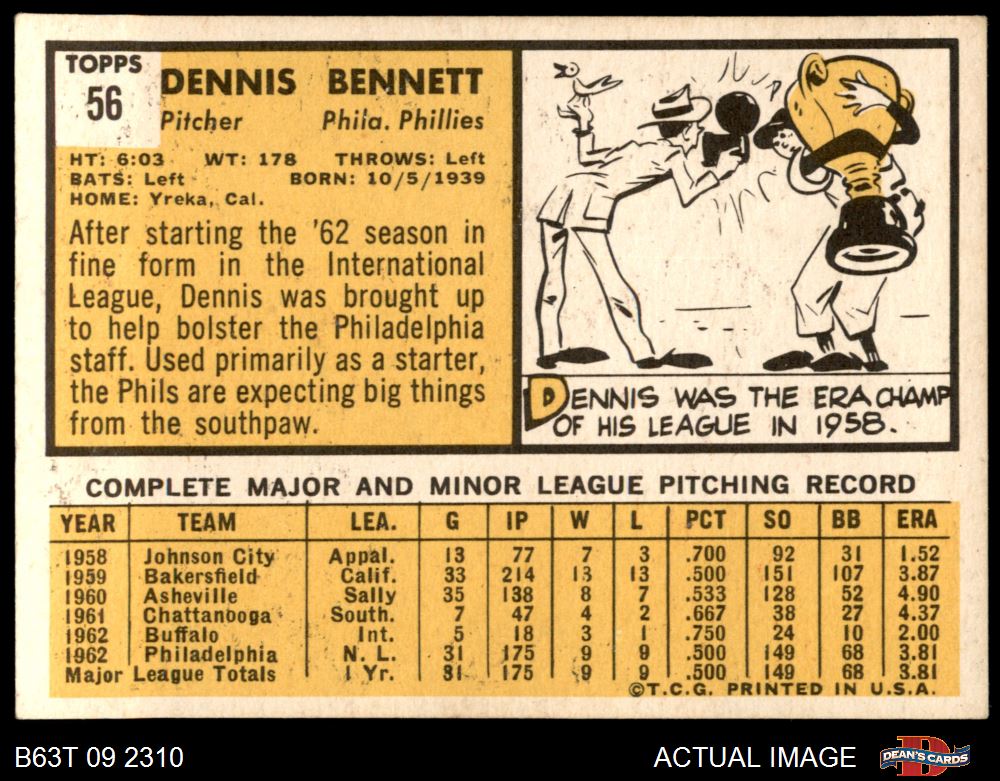 TOPPS
56
DENNIS BENNETT
Pitcher Phila. Phillies
HT: 6:03 WT: 178 THROWS: Left
BATS: Left BORN: 10/5/1939
HOME: Yreka, Cal.
After starting the '62 season in
fine form in the International
League, Dennis was brought up
to help bolster the Philadelphia
staff. Used primarily as a starter,
the Phils are expecting big things
from the southpaw.
DENNIS WAS THE ERA CHAMP
OF HIS LEAGUE IN 1958.
COMPLETE MAJOR AND MINOR LEAGUE PITCHING RECORD
YEAR TEAM LEA. G IP W L PCT SO BB ERA
1958 Johnson City Appal. 13 77 7 3 .700 92 31 1.52
1959 Bakersfield Calif. 33 214 13 13 .500 151 107 3.87
1960 Asheville Sally 35 138 8 7 .533 128 52 4.90
1961 Chattanooga South. 7 47 4 2 .667 38 27 4.37
1962 Buffalo Int. 5 18 3 1 .750 24 10 2.00
1962 Philadelphia N. L. 31 175 9 9 .500 149 68 3.81
Major League Totals 1 Yr. 31 175 9 9 .500 149 68 3.81
©T.C.G. PRINTED IN U.S.A.
B63T 09 2310 ACTUAL IMAGE DEAN'S CARDS